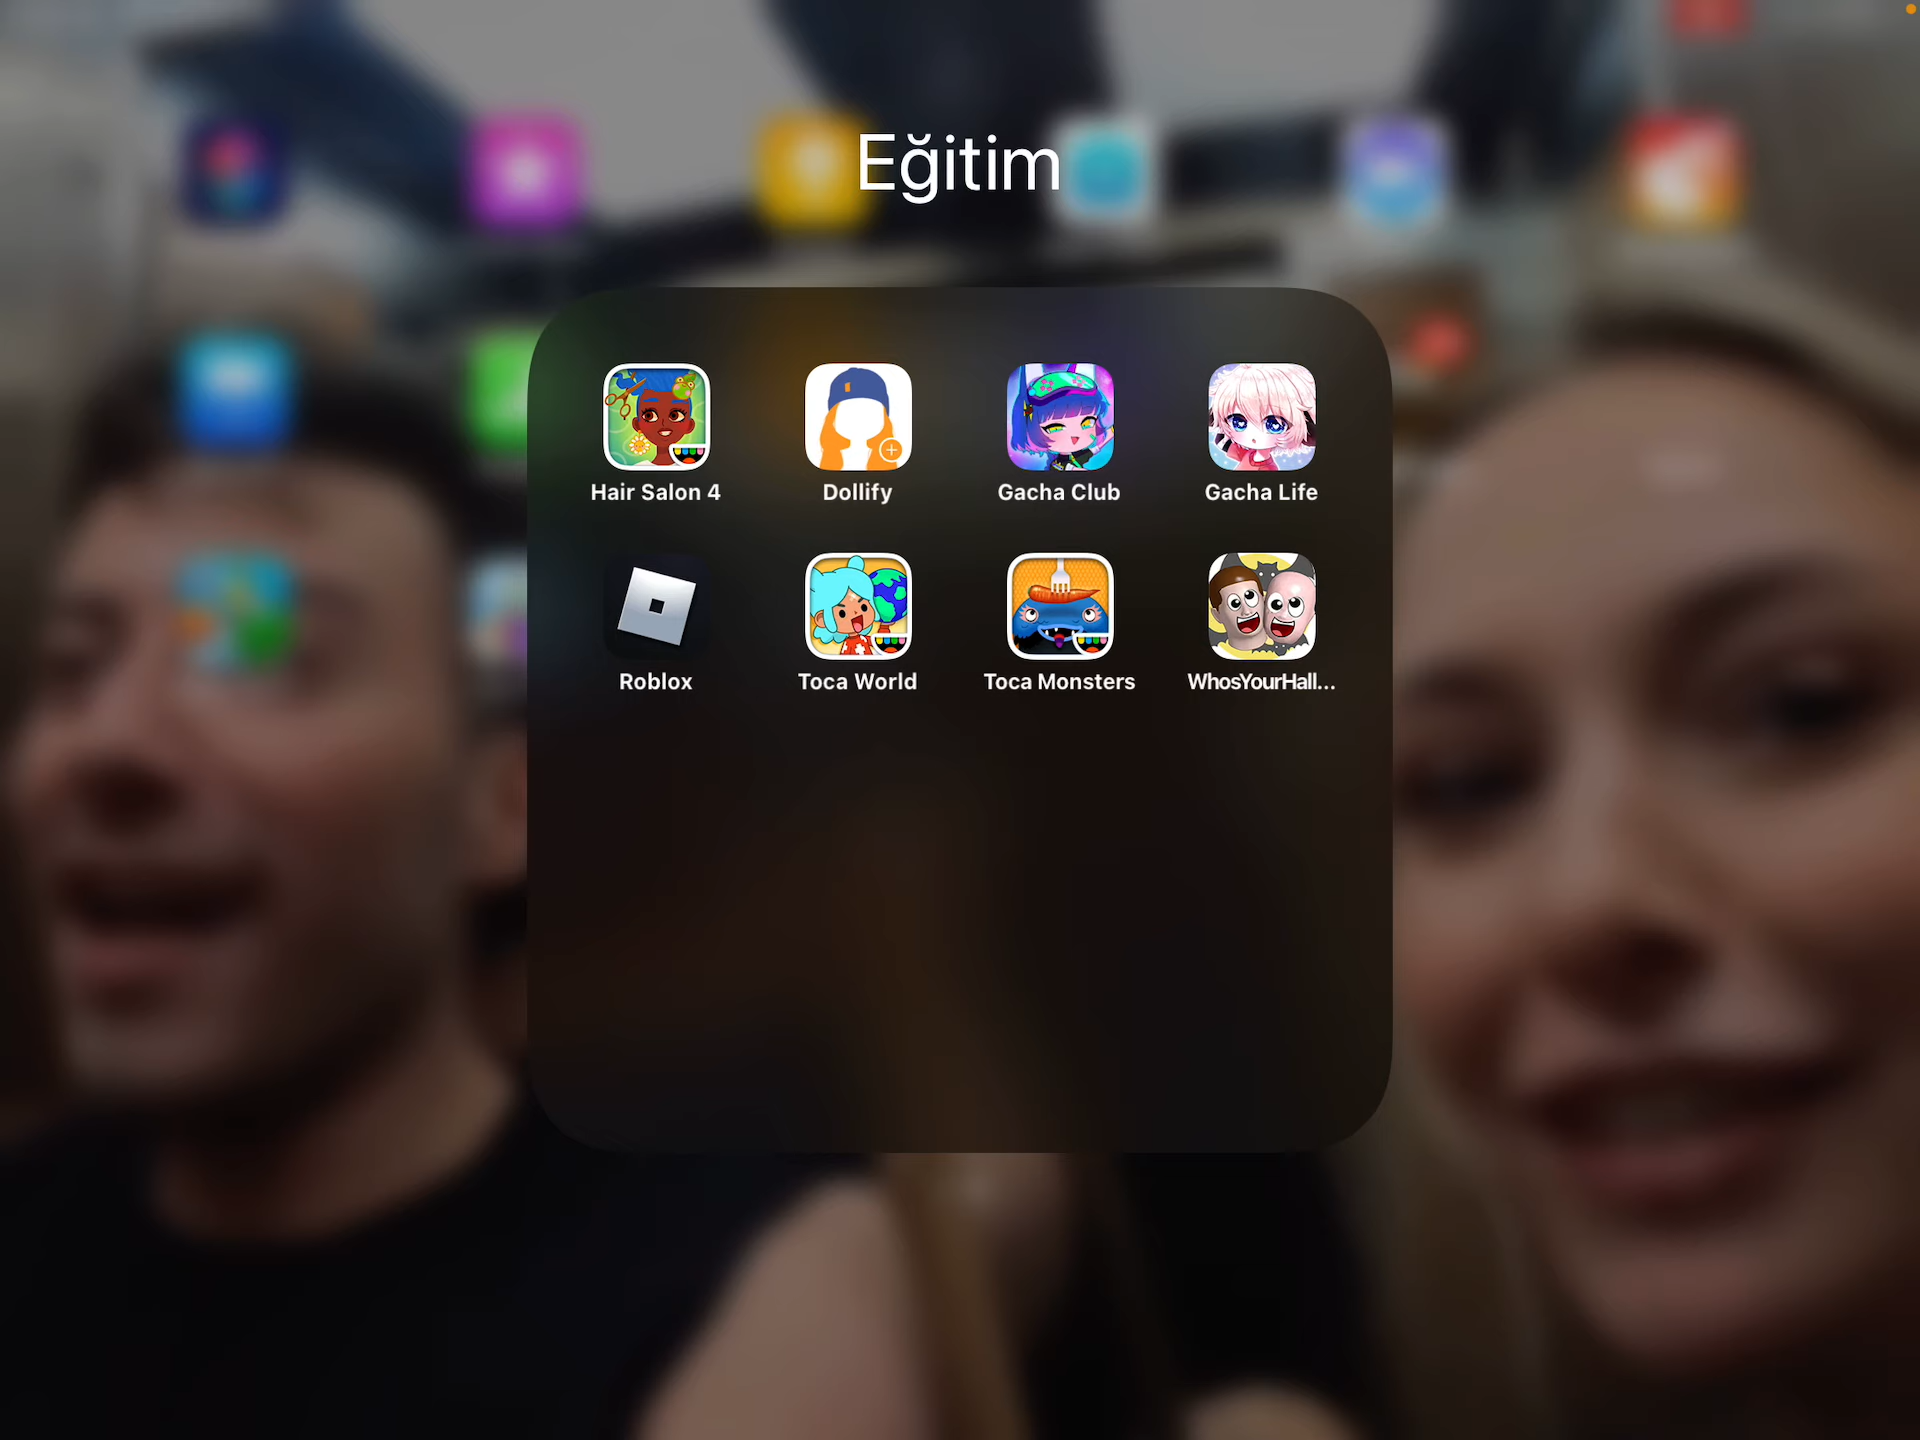 Eğitim
Hair Salon 4
Dollify
Gacha Club
Gacha Life
Roblox
Toca World
Toca Monsters
WhosYourHall...